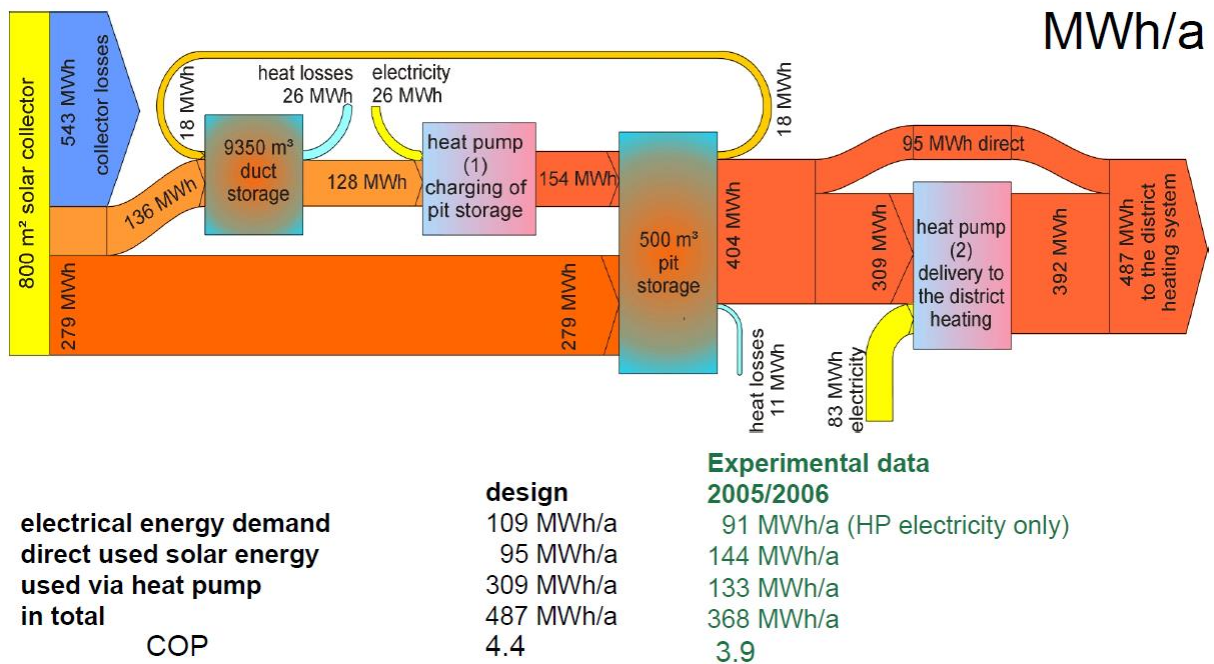 MWh/a
800 m² solar collector
543 MWh
collector losses
136 MWh
279 MWh
18 MWh
heat losses
26 MWh
electricity
26 MWh
9350 m³
duct
storage
128 MWh
heat pump
(1)
charging of
pit storage
154 MWh
279 MWh
500 m³
pit
storage
18 MWh
404 MWh
heat losses
11 MWh
95 MWh direct
309 MWh
83 MWh
electricity
heat pump
(2)
delivery to
the district
heating
392 MWh
487 MWh
to the district
heating system
Experimental data
design 2005/2006
electrical energy demand 109 MWh/a 91 MWh/a (HP electricity only)
direct used solar energy 95 MWh/a 144 MWh/a
used via heat pump 309 MWh/a 133 MWh/a
in total 487 MWh/a 368 MWh/a
COP 4.4 3.9